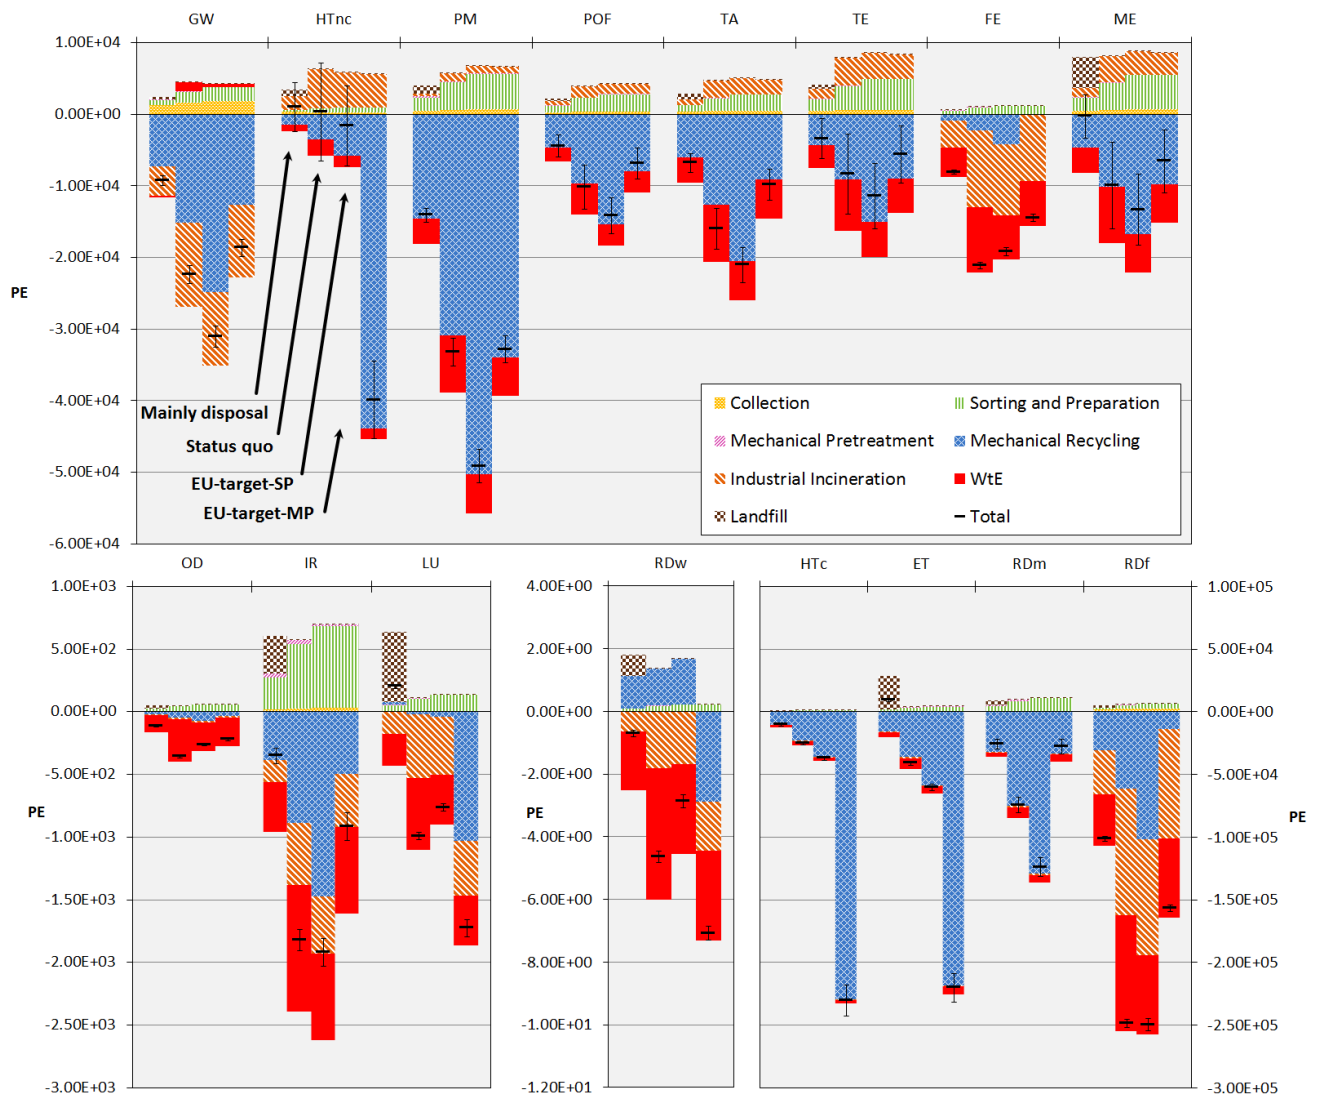 GW HTnc PM POF TA TE FE ME
1.00E+04
0.00E+00
-1.00E+04
-2.00E+04
PE
-3.00E+04
-4.00E+04
-5.00E+04
-6.00E+04
Mainly disposal
Status quo
EU-target-SP
EU-target-MP
Collection Sorting and Preparation
Mechanical Pretreatment Mechanical Recycling
Industrial Incineration WtE
Landfill Total
OD IR LU
1.00E+03
5.00E+02
0.00E+00
-5.00E+02
PE
-1.00E+03
-1.50E+03
-2.00E+03
-2.50E+03
-3.00E+03
RDw
4.00E+00
2.00E+00
0.00E+00
-2.00E+00
PE
-4.00E+00
-6.00E+00
-8.00E+00
-1.00E+01
-1.20E+01
HTc ET RDm RDf
1.00E+05
5.00E+04
0.00E+00
-5.00E+04
PE
-1.00E+05
-1.50E+05
-2.00E+05
-2.50E+05
-3.00E+05